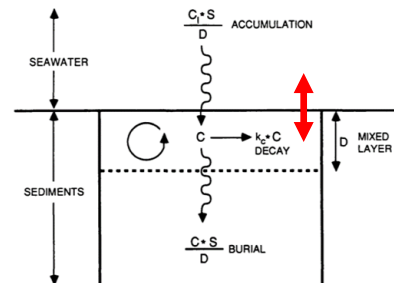 C_I•S
D
ACCUMULATION
SEAWATER
C
k_c•C
DECAY
D
MIXED
LAYER
SEDIMENTS
C•S
D
BURIAL